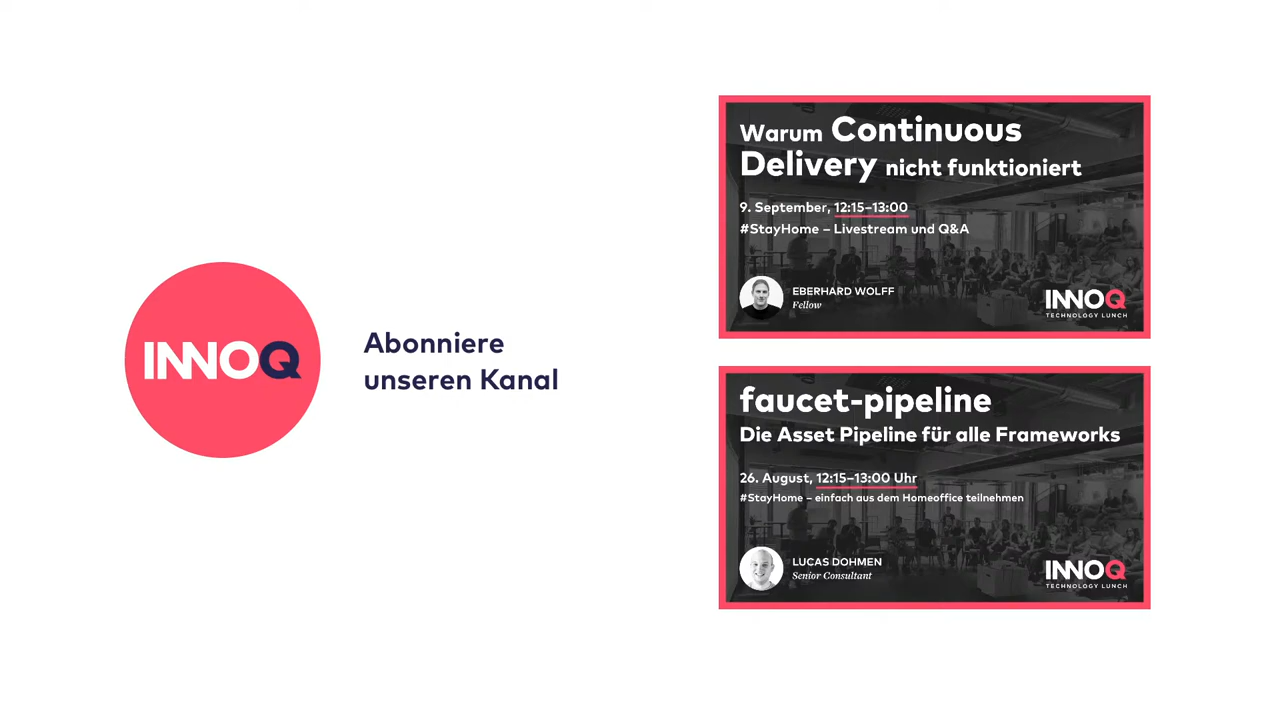 INNOQ
Abonniere
unseren Kanal
Warum Continuous
Delivery nicht funktioniert
9. September, 12:15–13:00
#StayHome – Livestream und Q&A
EBERHARD WOLFF
Fellow
INNOQ
TECHNOLOGY LUNCH
faucet-pipeline
Die Asset Pipeline für alle Frameworks
26. August, 12:15–13:00 Uhr
#StayHome – einfach aus dem Homeoffice teilnehmen
LUCAS DOHMEN
Senior Consultant
INNOQ
TECHNOLOGY LUNCH